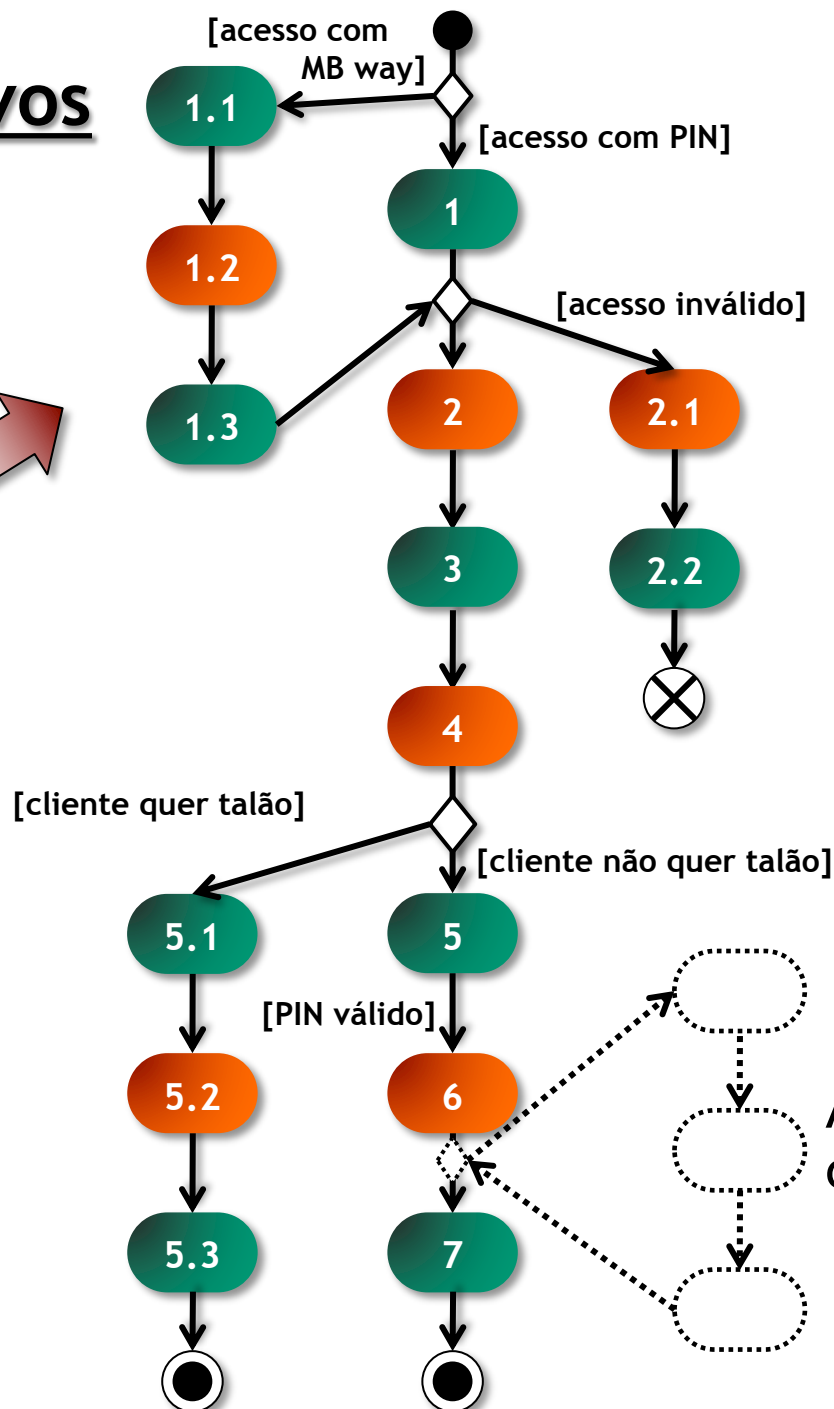 [acesso com
MB way]
vos
1.1
[acesso com PIN]
1
1.2
[acesso inválido]
1.3
2
2.1
3
2.2
4
[cliente quer talão]
[cliente não quer talão]
5.1
5
[PIN válido]
5.2
6
5.3
7